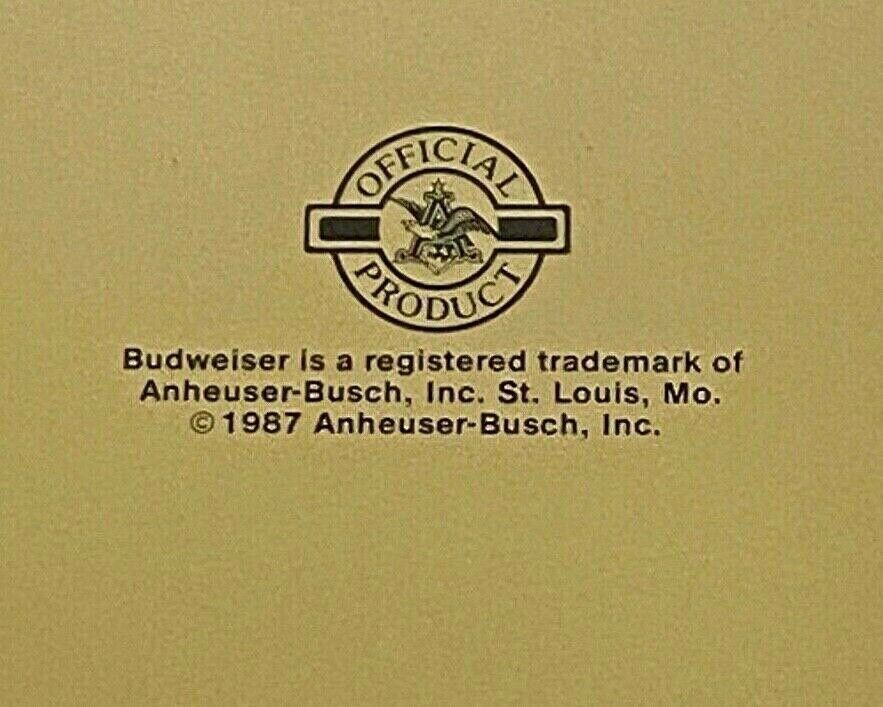 OFFICIAL
A
PRODUCT
Budweiser is a registered trademark of
Anheuser-Busch, Inc. St. Louis, Mo.
© 1987 Anheuser-Busch, Inc.